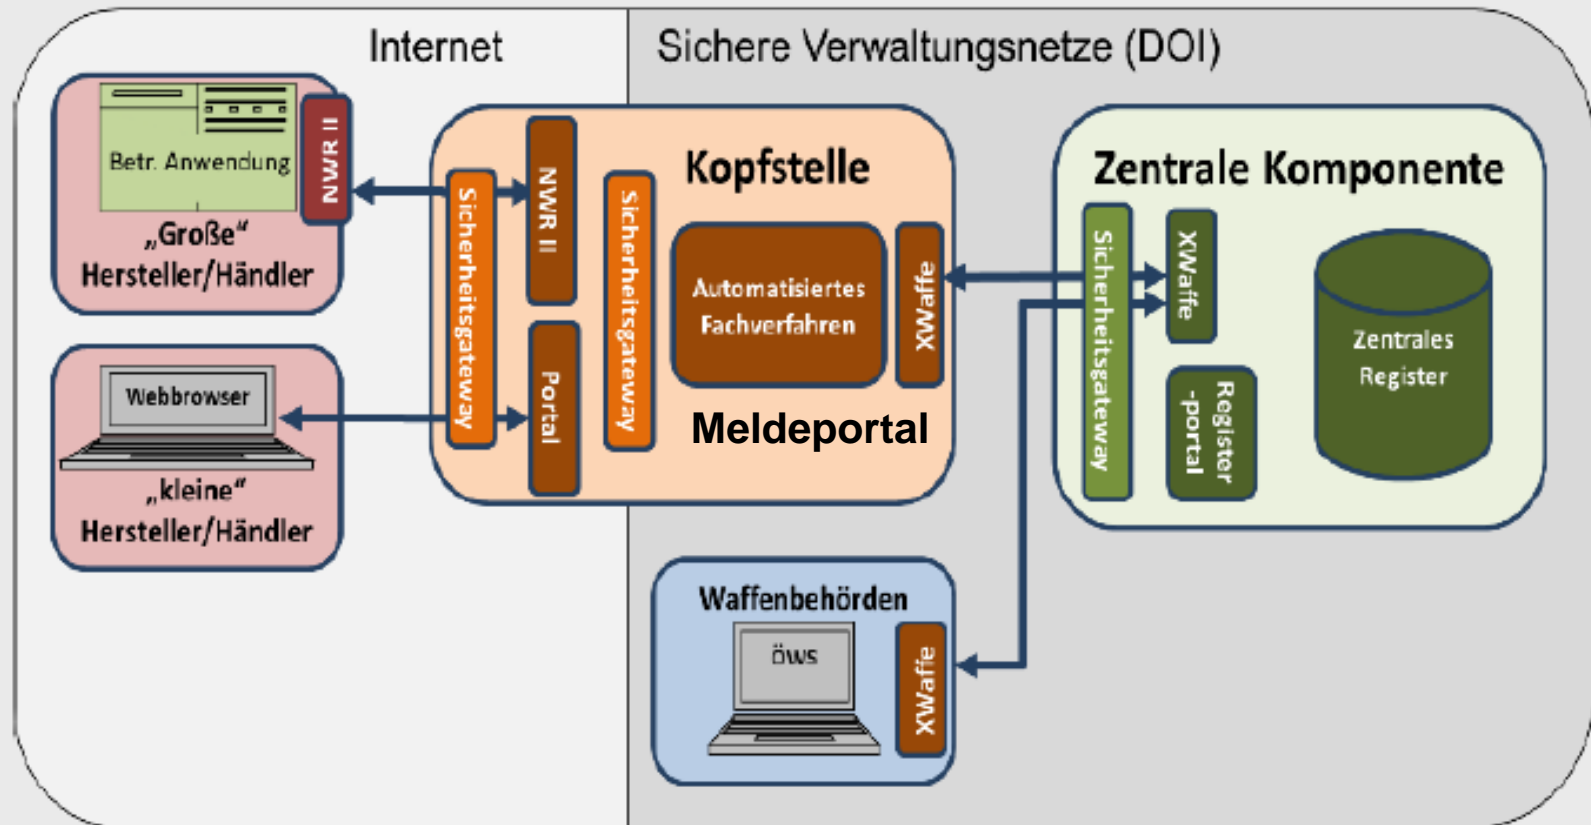 Internet
Sichere Verwaltungsnetze (DOI)
Betr. Anwendung
NWR II
„Große“
Hersteller/Händler
Webbrowser
„kleine“
Hersteller/Händler
Sicherheitsgateway
NWR II
Portal
Sicherheitsgateway
Kopfstelle
Automatisiertes
Fachverfahren
XWaffe
Meldeportal
Zentrale Komponente
Sicherheitsgateway
XWaffe
Register
-portal
Zentrales
Register
Waffenbehörden
ÖWS
XWaffe